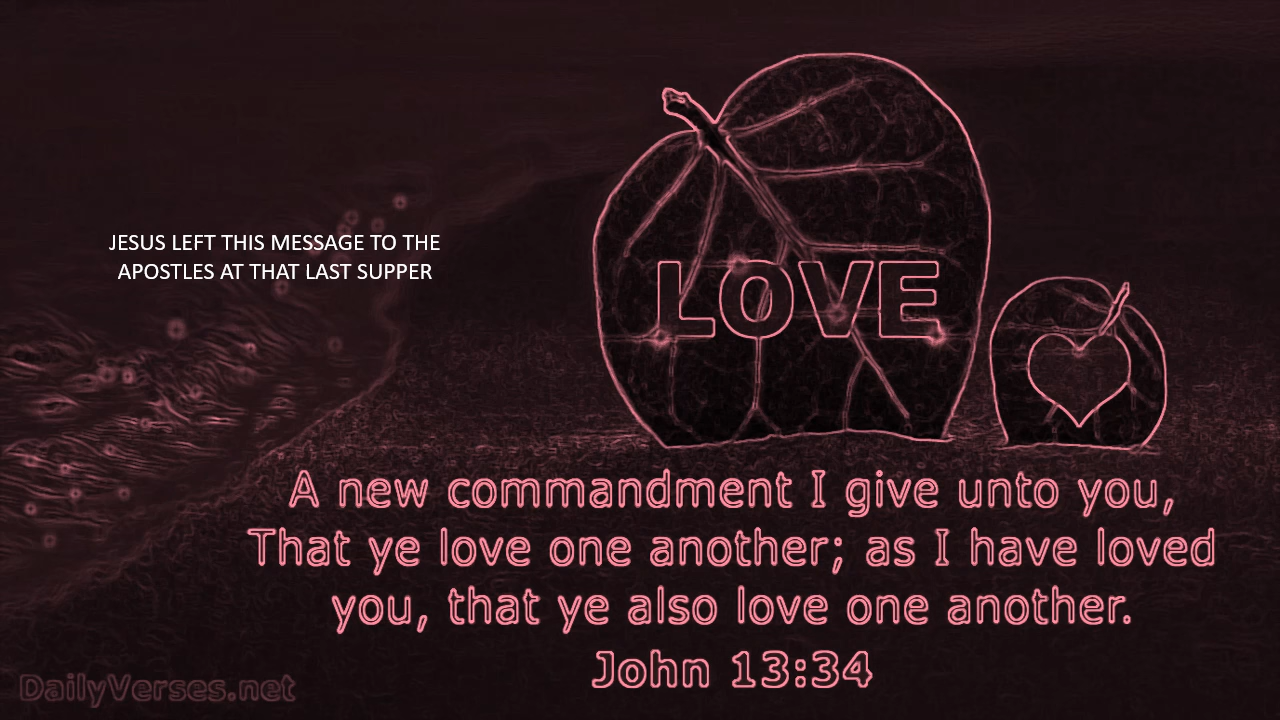 JESUS LEFT THIS MESSAGE TO THE
APOSTLES AT THAT LAST SUPPER
LOVE
A new commandment I give unto you,
That ye love one another; as I have loved
you, that ye also love one another.
John 13:34
DailyVerses.net